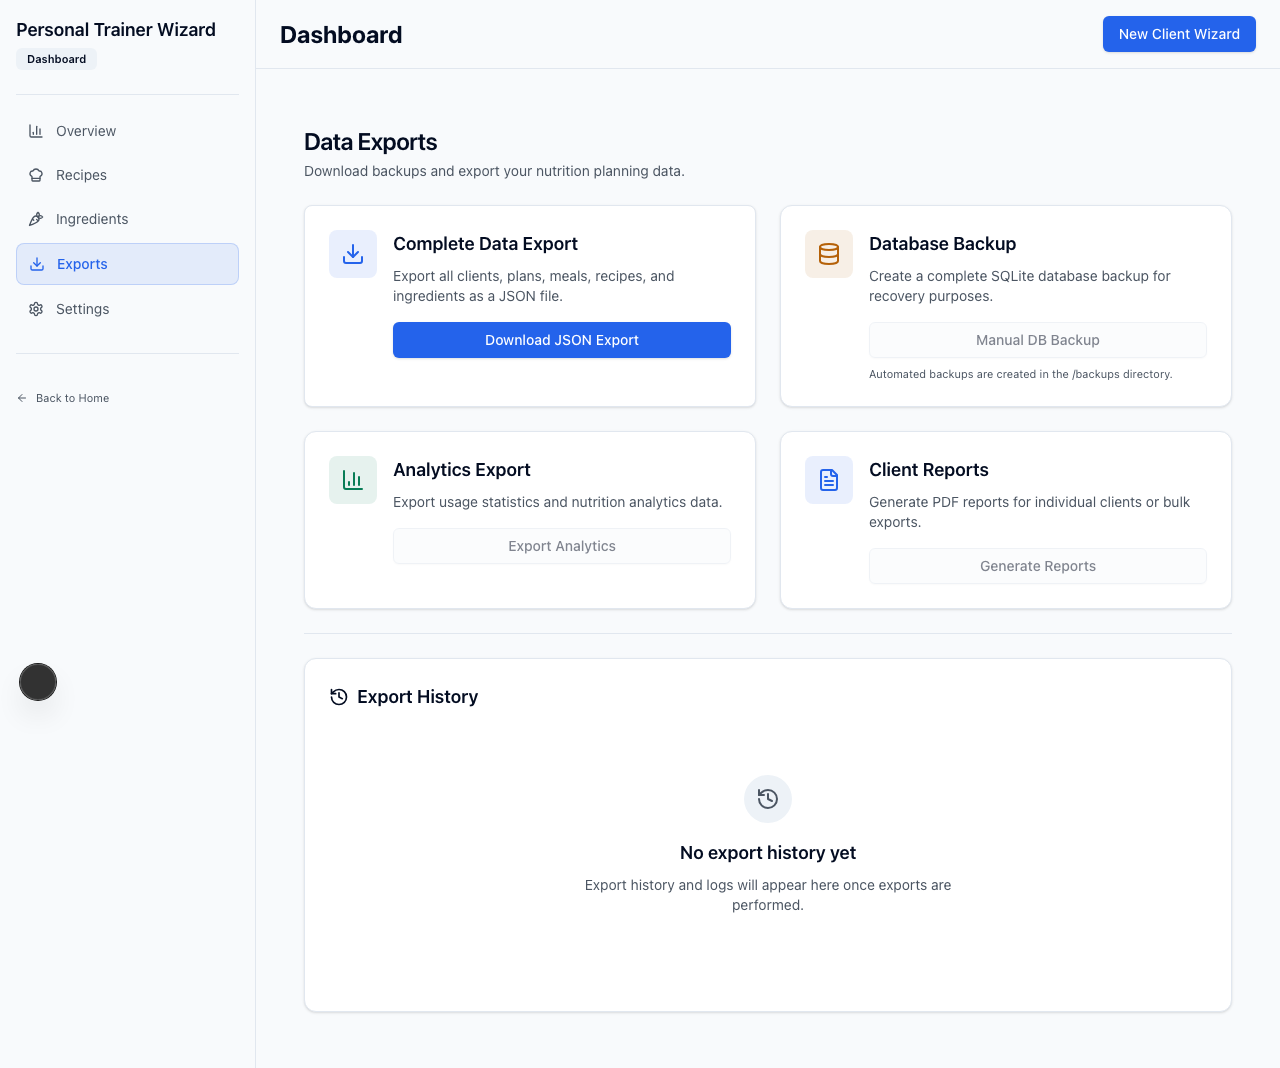 Personal Trainer Wizard
Dashboard
Overview
Recipes
Ingredients
Exports
Settings
Back to Home
Dashboard
New Client Wizard
Data Exports
Download backups and export your nutrition planning data.
Complete Data Export
Export all clients, plans, meals, recipes, and
ingredients as a JSON file.
Download JSON Export
Database Backup
Create a complete SQLite database backup for
recovery purposes.
Manual DB Backup
Automated backups are created in the /backups directory.
Analytics Export
Export usage statistics and nutrition analytics data.
Export Analytics
Client Reports
Generate PDF reports for individual clients or bulk
exports.
Generate Reports
Export History
No export history yet
Export history and logs will appear here once exports are
performed.